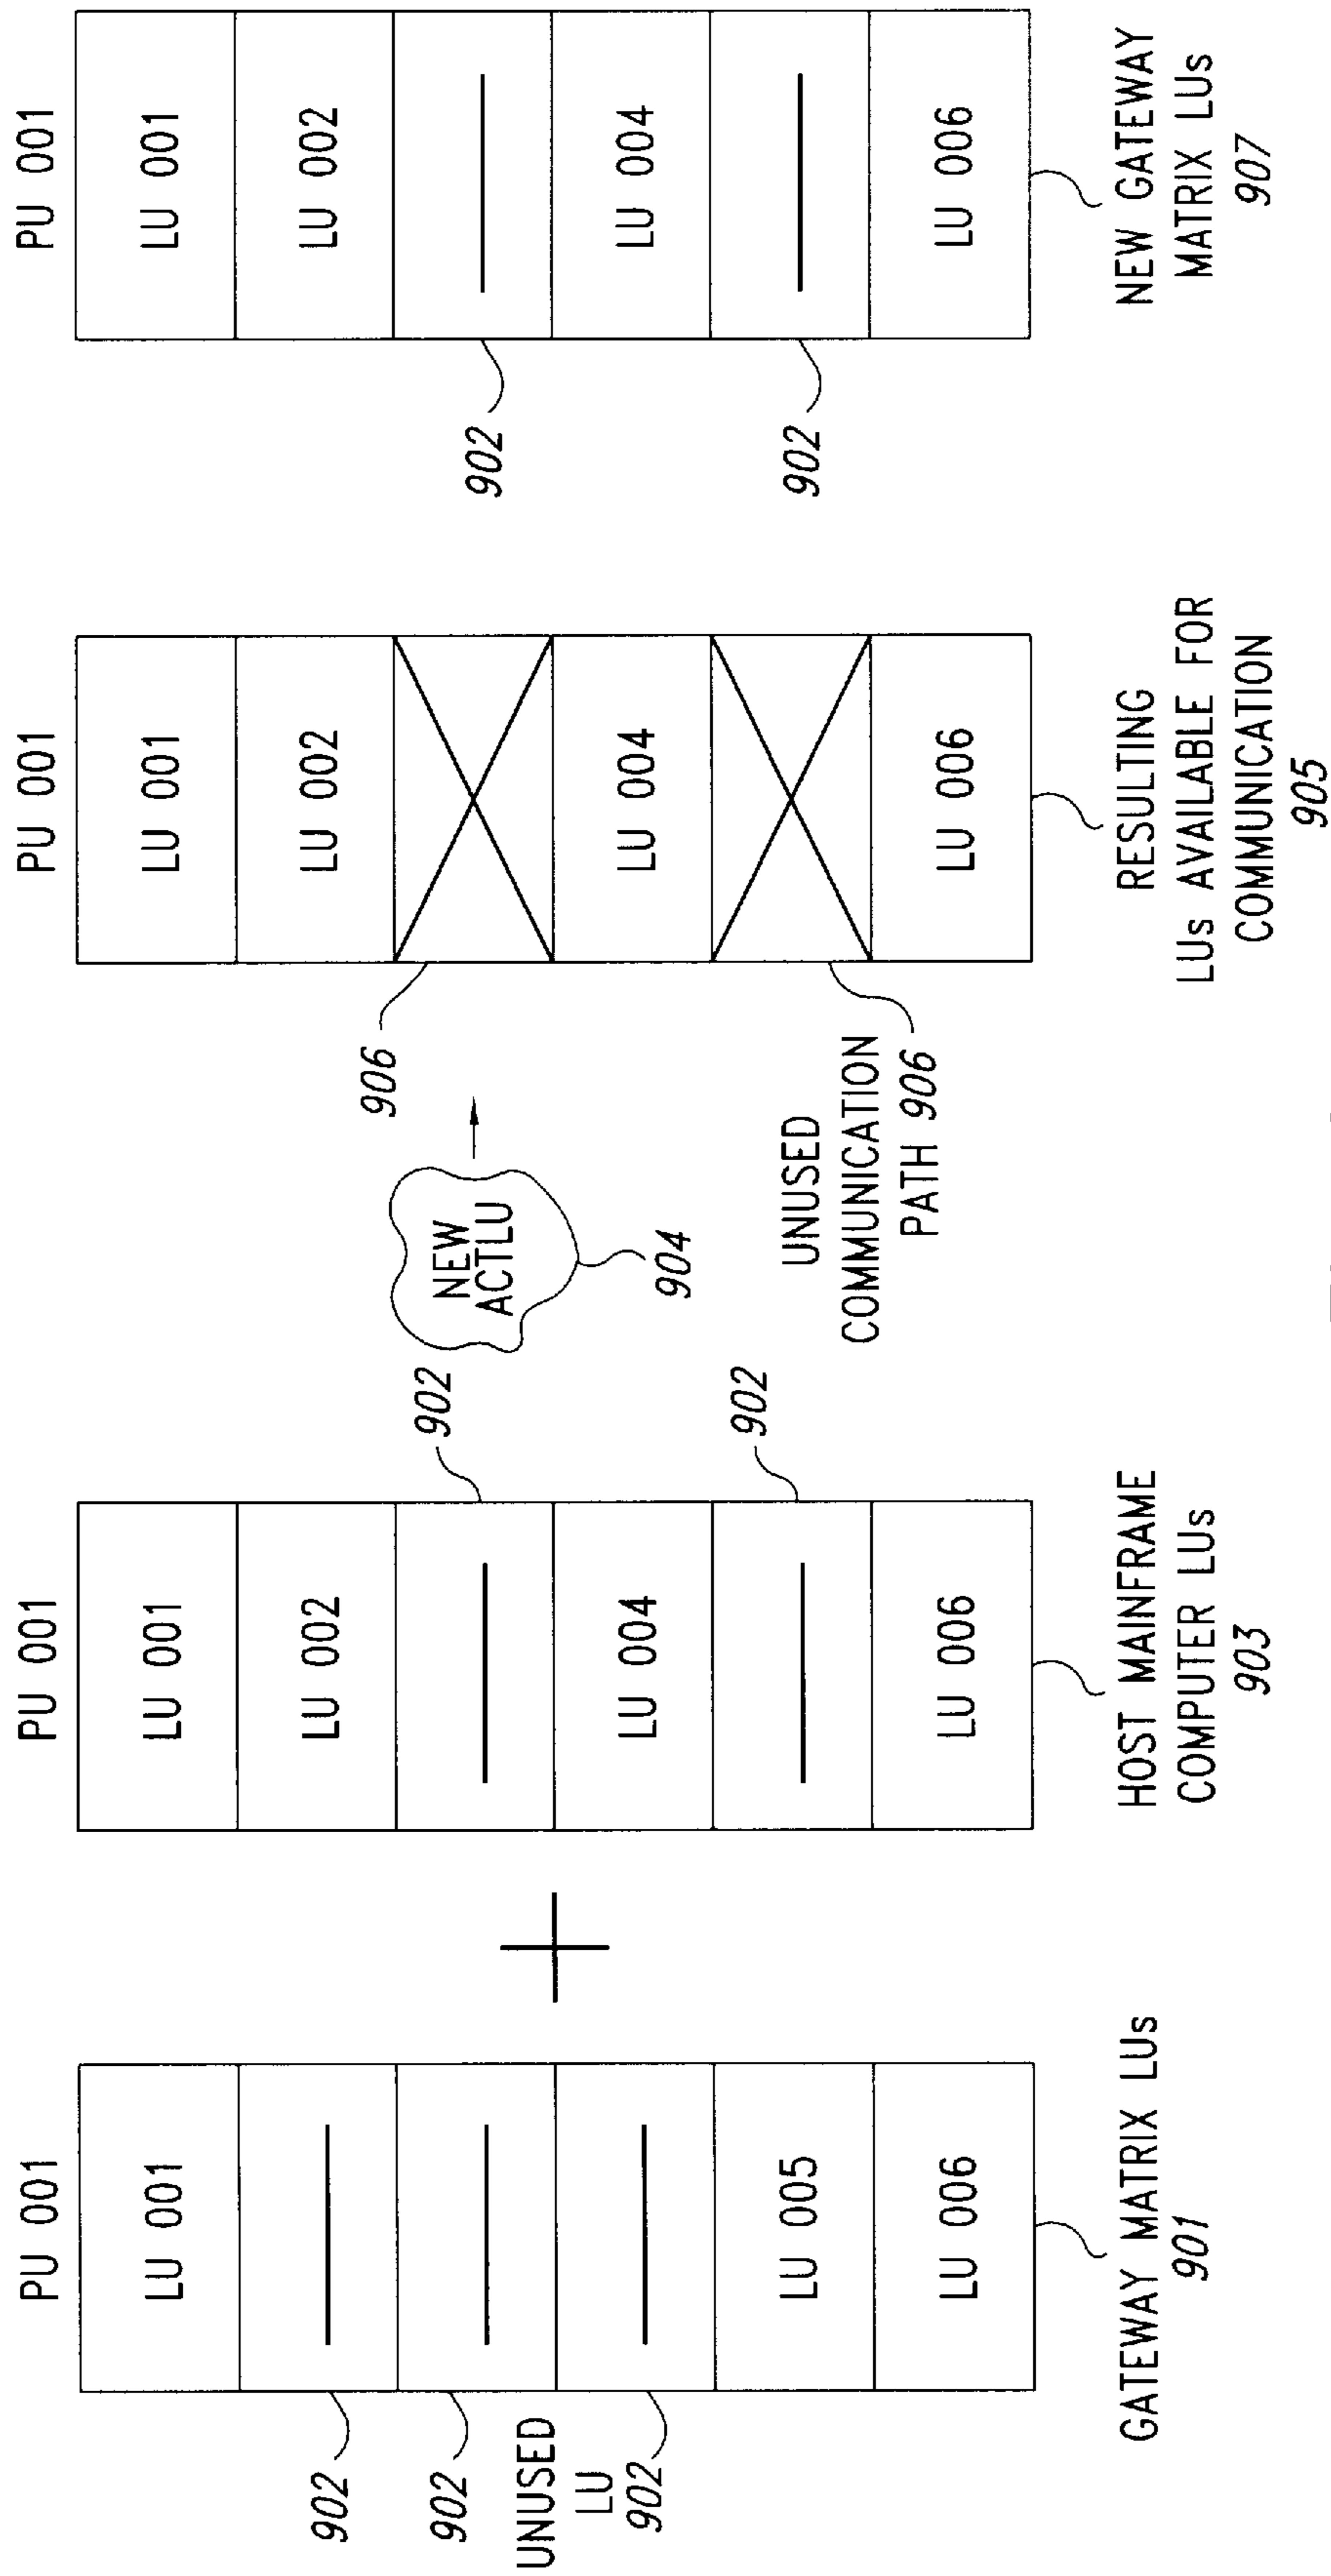 PU 001
LU 001
902
902
UNUSED
LU
902
LU 005
LU 006
GATEWAY MATRIX LUs
901
PU 001
LU 001
LU 002
902
LU 004
902
LU 006
HOST MAINFRAME
COMPUTER LUs
903
NEW
ACTLU
904
PU 001
LU 001
LU 002
906
LU 004
UNUSED
COMMUNICATION
PATH 906
LU 006
RESULTING
LUs AVAILABLE FOR
COMMUNICATION
905
PU 001
LU 001
LU 002
902
LU 004
902
LU 006
NEW GATEWAY
MATRIX LUs
907